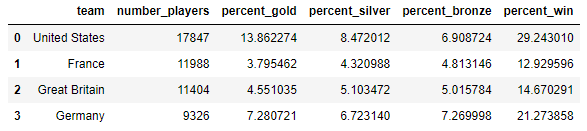 team number_players percent_gold percent_silver percent_bronze percent_win
0 United States 17847 13.862274 8.472012 6.908724 29.243010
1 France 11988 3.795462 4.320988 4.813146 12.929596
2 Great Britain 11404 4.551035 5.103472 5.015784 14.670291
3 Germany 9326 7.280721 6.723140 7.269998 21.273858